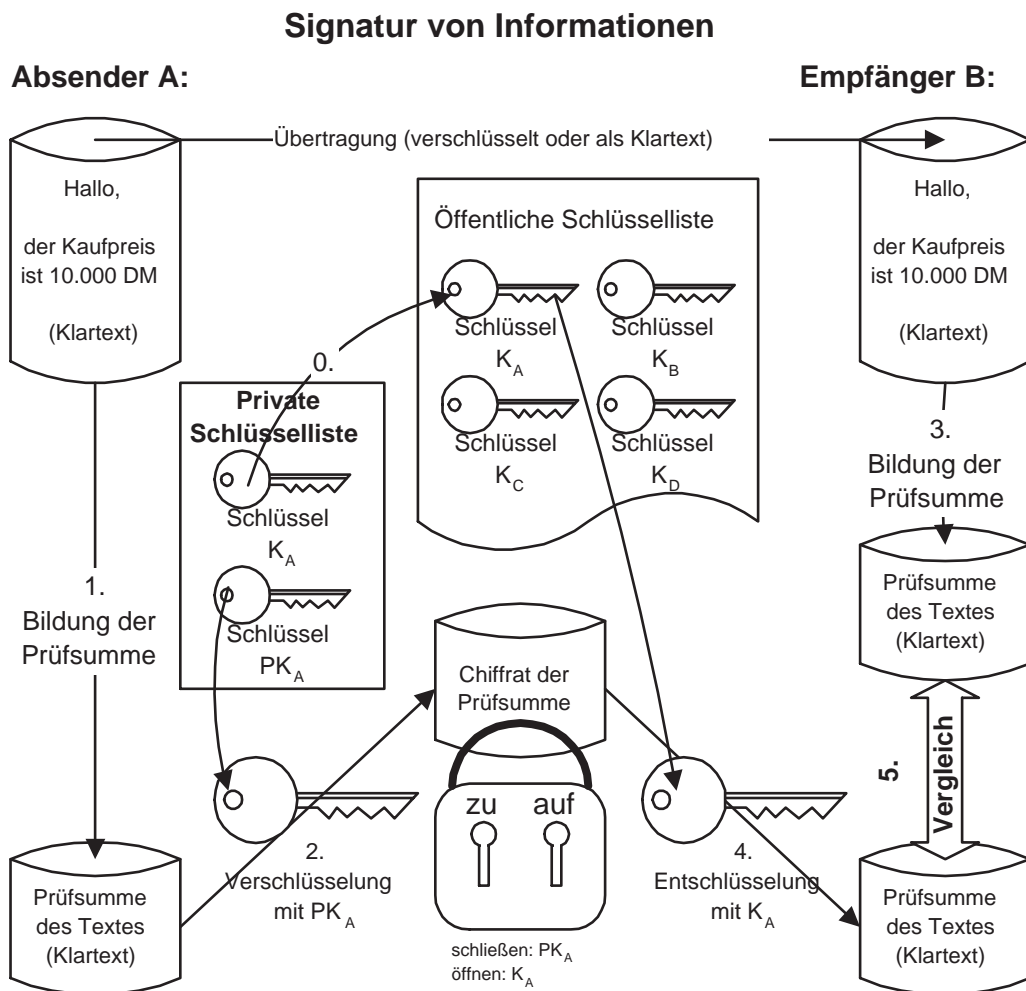 Signatur von Informationen
Absender A:
Empfänger B:
Übertragung (verschlüsselt oder als Klartext)
Hallo,
der Kaufpreis
ist 10.000 DM
(Klartext)
Hallo,
der Kaufpreis
ist 10.000 DM
(Klartext)
Öffentliche Schlüsselliste
Schlüssel
K_A
Schlüssel
K_B
Schlüssel
K_C
Schlüssel
K_D
0.
Private
Schlüsselliste
Schlüssel
K_A
Schlüssel
PK_A
1.
Bildung der
Prüfsumme
3.
Bildung der
Prüfsumme
Prüfsumme
des Textes
(Klartext)
Chiffrat der
Prüfsumme
5.
Vergleich
zu auf
2.
Verschlüsselung
mit PK_A
4.
Entschlüsselung
mit K_A
Prüfsumme
des Textes
(Klartext)
schließen: PK_A
öffnen: K_A
Prüfsumme
des Textes
(Klartext)